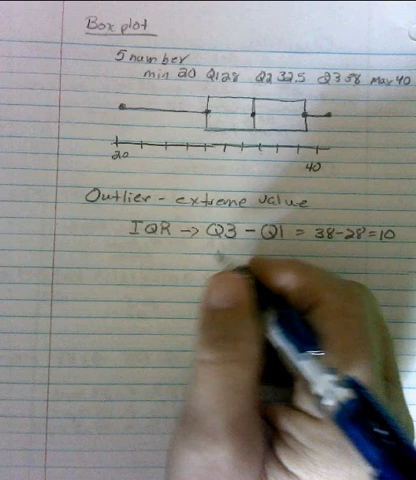 Box plot
5 number
min 20 Q1 28 Q2 32.5 Q3 38 max 40
20 40
Outlier - extreme value
IQR → Q3 - Q1 = 38-28=10